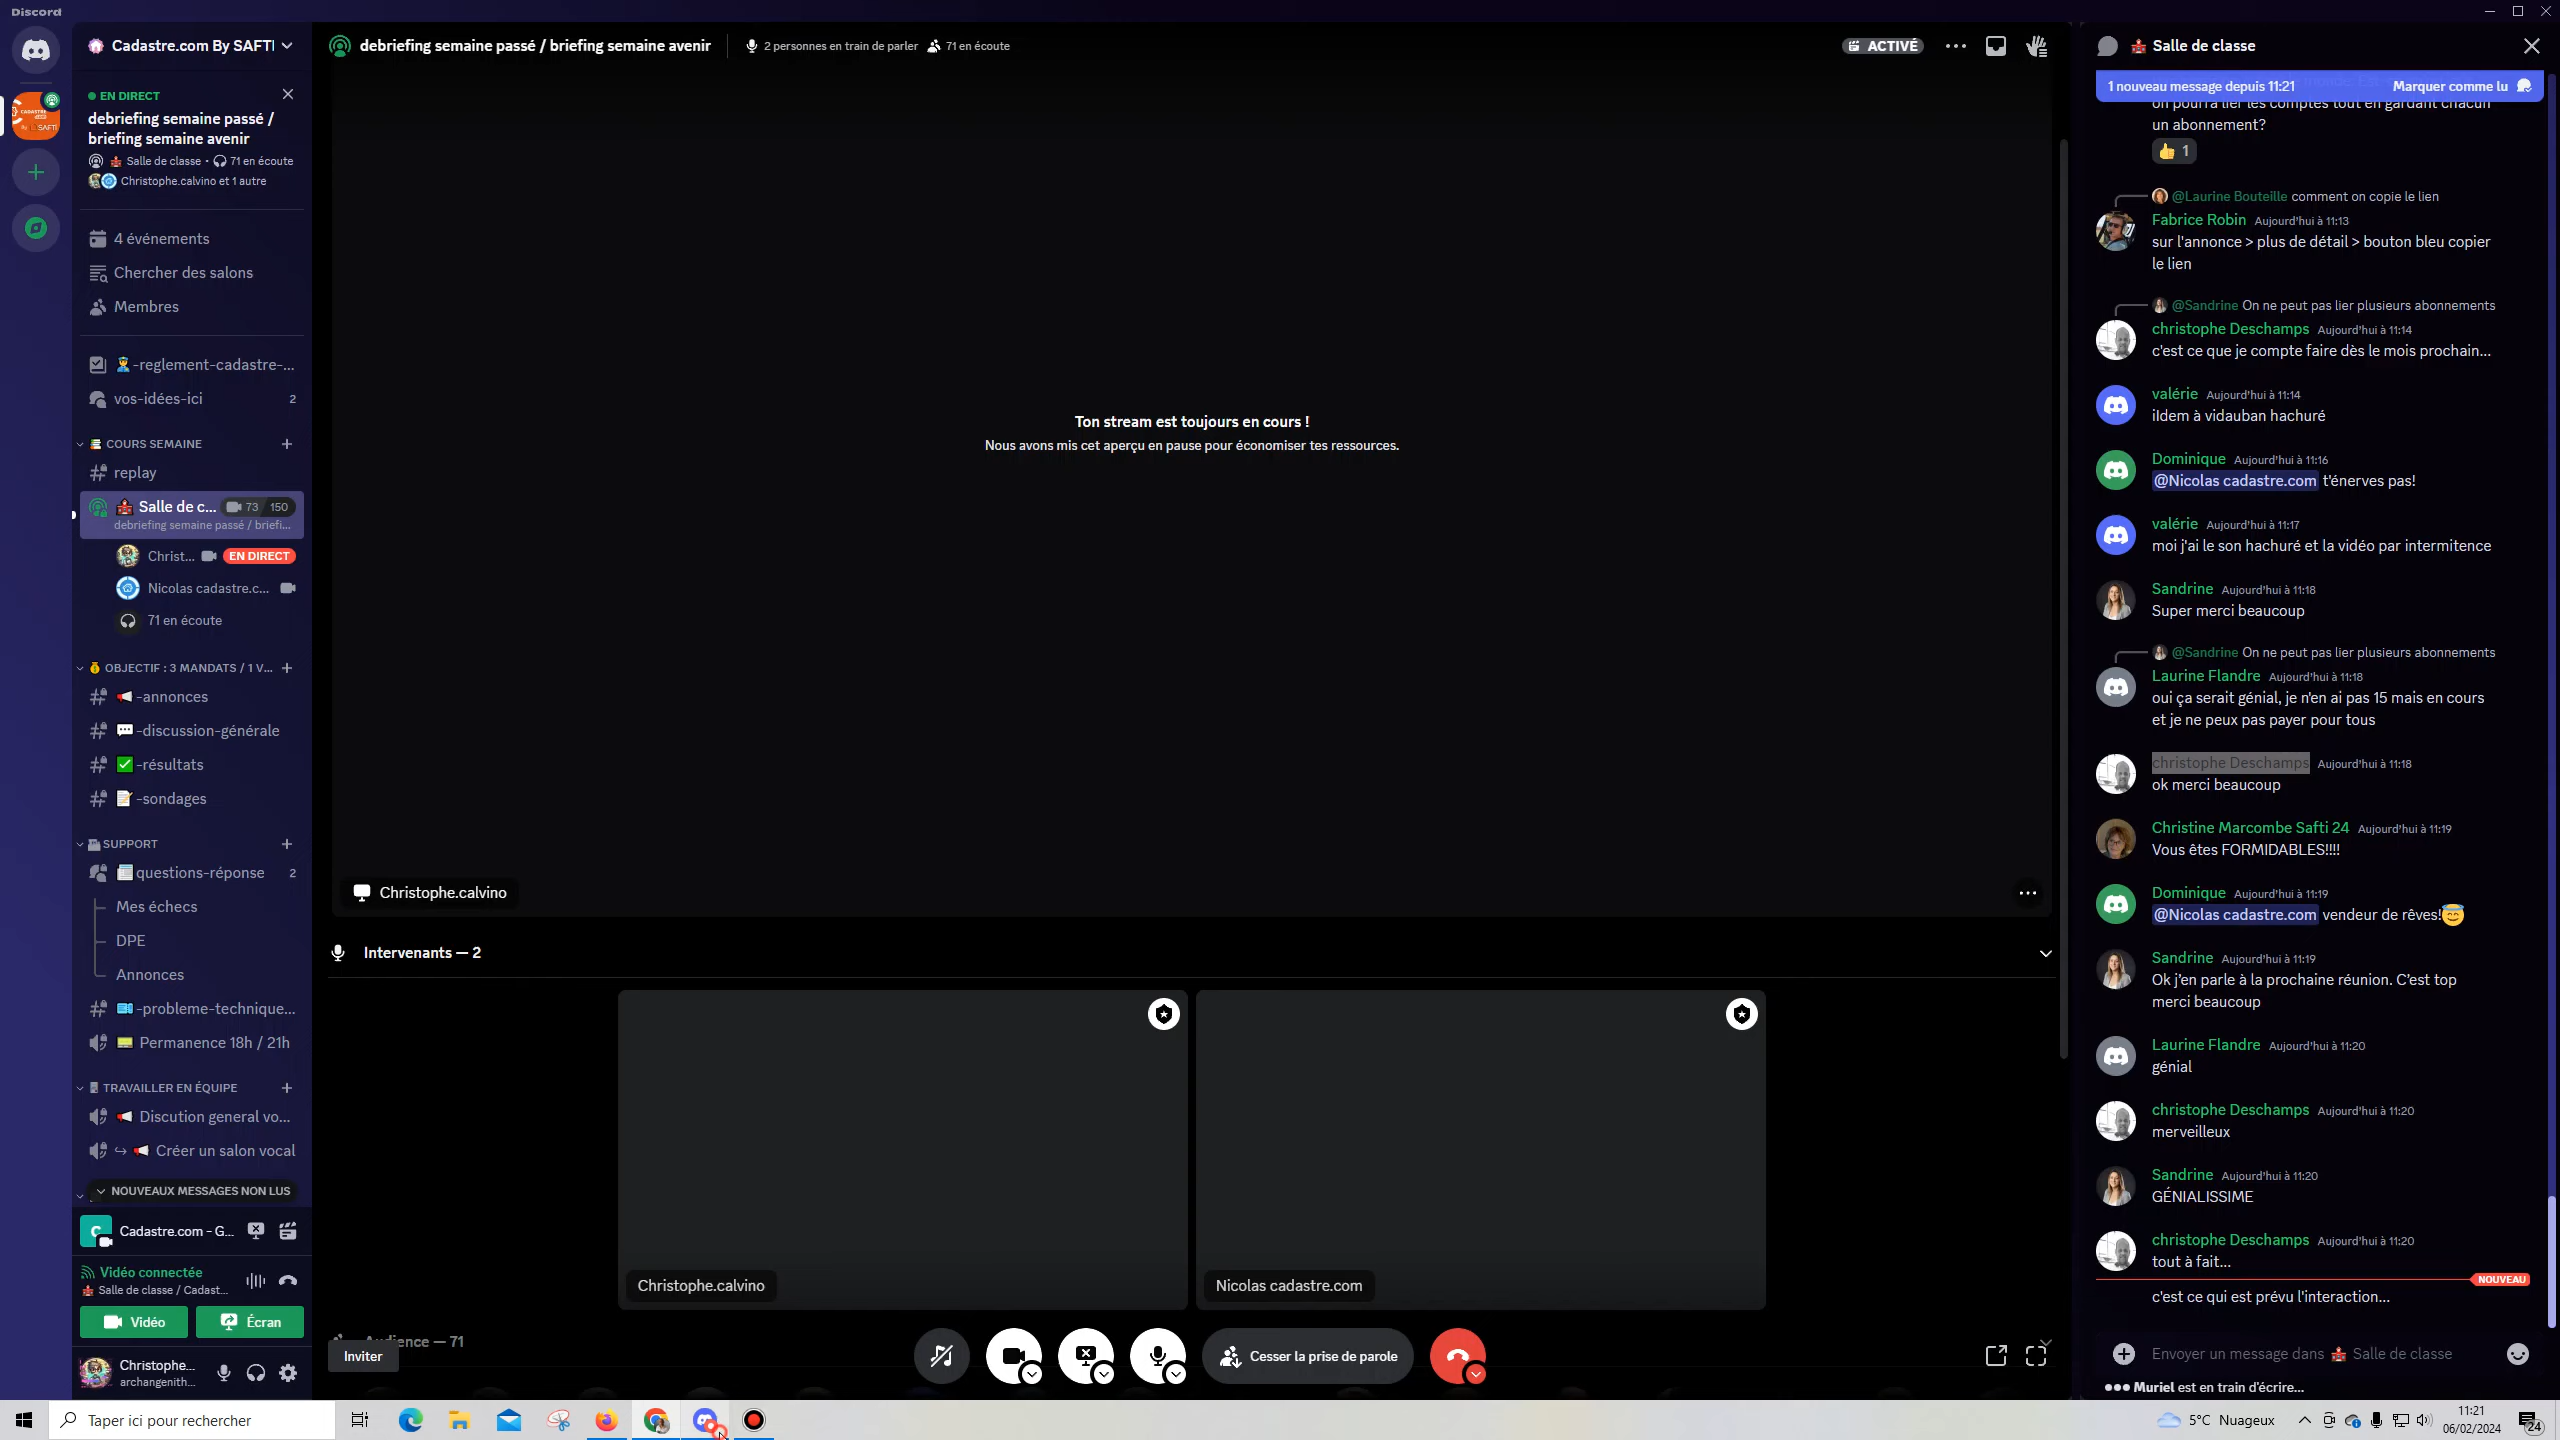 Discord
Cadastre.com By SAFTI
EN DIRECT
debriefing semaine passé /
briefing semaine avenir
Salle de classe • 71 en écoute
Christophe.calvino et 1 autre
4 événements
Chercher des salons
Membres
-reglement-cadastre-...
vos-idées-ici 2
COURS SEMAINE
replay
Salle de c... 73 150
debriefing semaine passé / briefi...
Christ... EN DIRECT
Nicolas cadastre.c...
71 en écoute
OBJECTIF : 3 MANDATS / 1 V...
-annonces
-discussion-générale
-résultats
-sondages
SUPPORT
questions-réponse 2
Mes échecs
DPE
Annonces
-probleme-technique...
Permanence 18h / 21h
TRAVAILLER EN ÉQUIPE
Discution general vo...
Créer un salon vocal
NOUVEAUX MESSAGES NON LUS
Cadastre.com - G...
Vidéo connectée
Salle de classe / Cadast...
Vidéo Écran
Christophe...
archangenith...
debriefing semaine passé / briefing semaine avenir 2 personnes en train de parler 71 en écoute
ACTIVÉ
Ton stream est toujours en cours !
Nous avons mis cet aperçu en pause pour économiser tes ressources.
Christophe.calvino
Intervenants — 2
Christophe.calvino
Nicolas cadastre.com
Audience — 71
Inviter
Cesser la prise de parole
Salle de classe
1 nouveau message depuis 11:21 Marquer comme lu
on pourra lier les comptes tout en gardant chacun
un abonnement?
1
@Laurine Bouteille comment on copie le lien
Fabrice Robin Aujourd'hui à 11:13
sur l'annonce > plus de détail > bouton bleu copier
le lien
@Sandrine On ne peut pas lier plusieurs abonnements
christophe Deschamps Aujourd'hui à 11:14
c'est ce que je compte faire dès le mois prochain...
valérie Aujourd'hui à 11:14
iIdem à vidauban hachuré
Dominique Aujourd'hui à 11:16
@Nicolas cadastre.com t'énerves pas!
valérie Aujourd'hui à 11:17
moi j'ai le son hachuré et la vidéo par intermitence
Sandrine Aujourd'hui à 11:18
Super merci beaucoup
@Sandrine On ne peut pas lier plusieurs abonnements
Laurine Flandre Aujourd'hui à 11:18
oui ça serait génial, je n'en ai pas 15 mais en cours
et je ne peux pas payer pour tous
christophe Deschamps Aujourd'hui à 11:18
ok merci beaucoup
Christine Marcombe Safti 24 Aujourd'hui à 11:19
Vous êtes FORMIDABLES!!!!
Dominique Aujourd'hui à 11:19
@Nicolas cadastre.com vendeur de rêves!
Sandrine Aujourd'hui à 11:19
Ok j'en parle à la prochaine réunion. C'est top
merci beaucoup
Laurine Flandre Aujourd'hui à 11:20
génial
christophe Deschamps Aujourd'hui à 11:20
merveilleux
Sandrine Aujourd'hui à 11:20
GÉNIALISSIME
christophe Deschamps Aujourd'hui à 11:20
tout à fait...
NOUVEAU
c'est ce qui est prévu l'interaction...
Envoyer un message dans Salle de classe
Muriel est en train d'écrire...
Taper ici pour rechercher
5°C Nuageux
11:21
06/02/2024
24